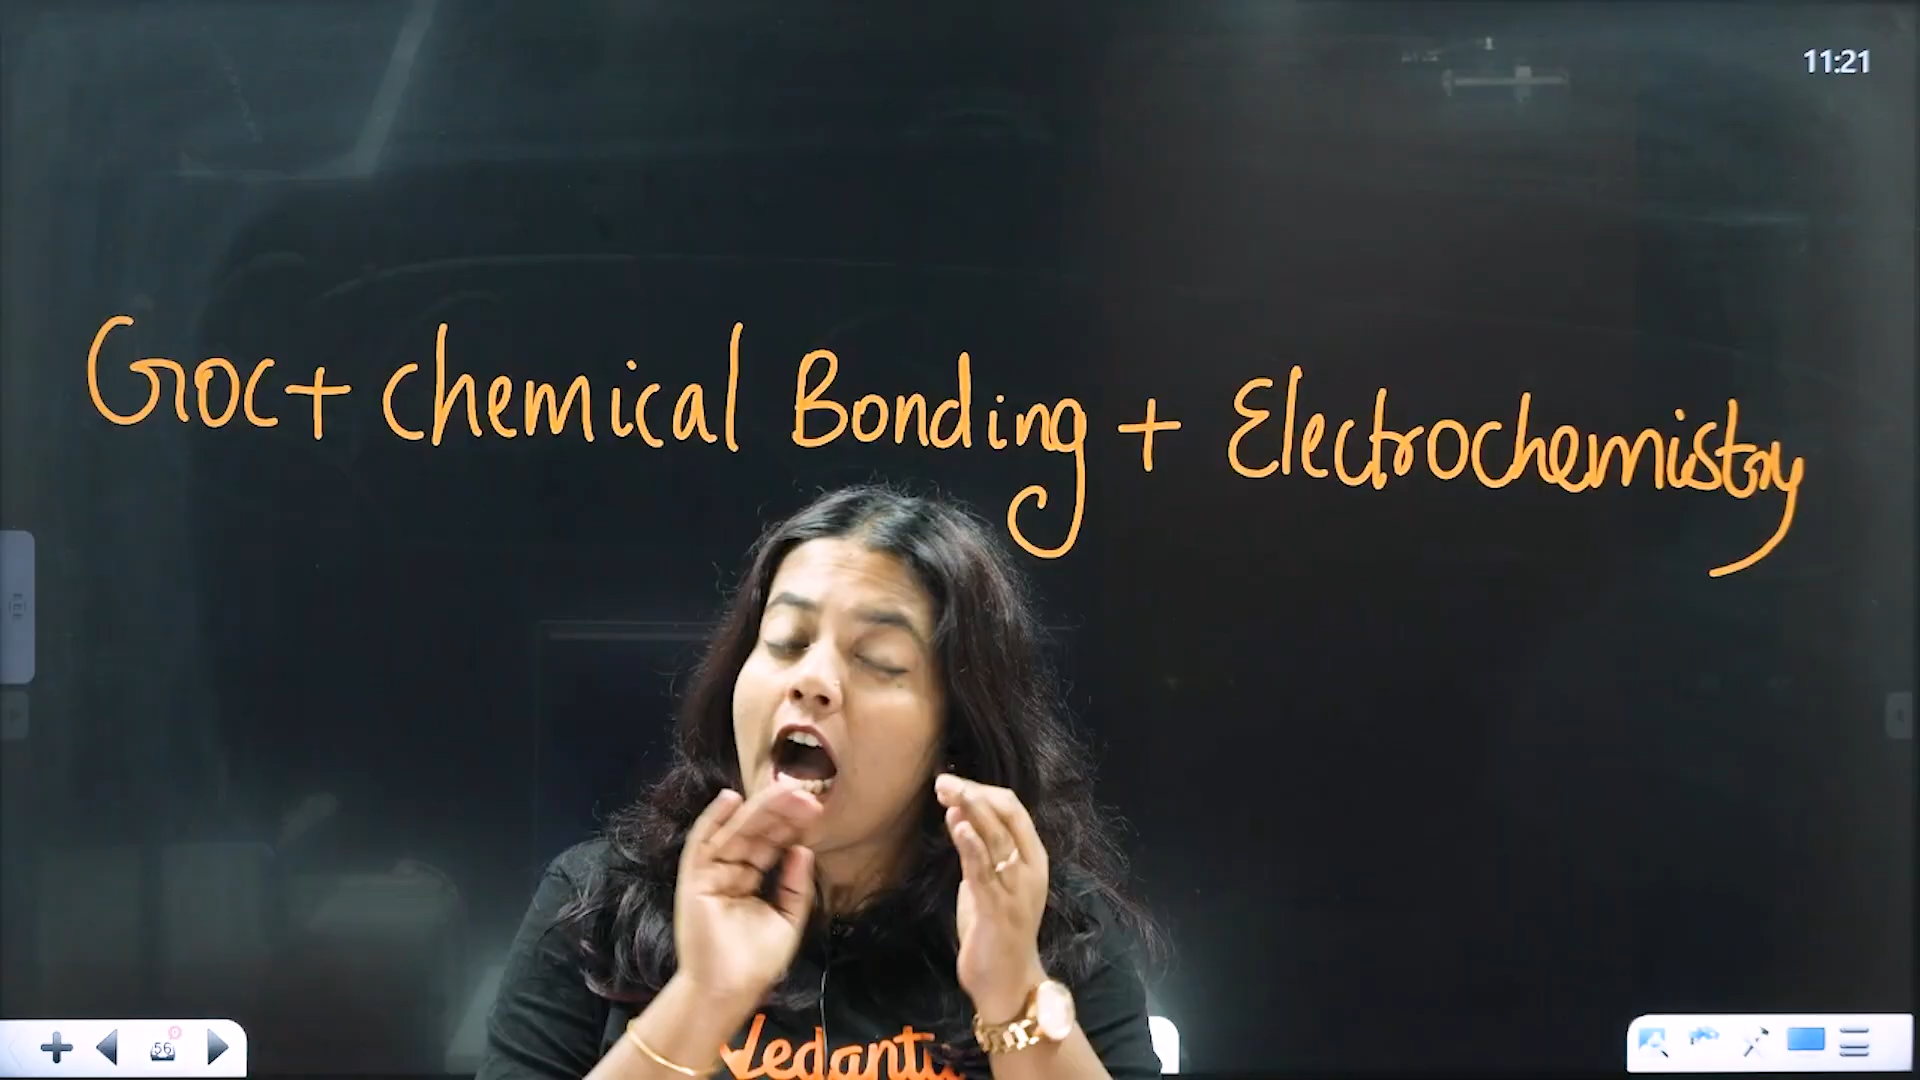 11:21
GOC + Chemical Bonding + Electrochemistry
Vedantu
56